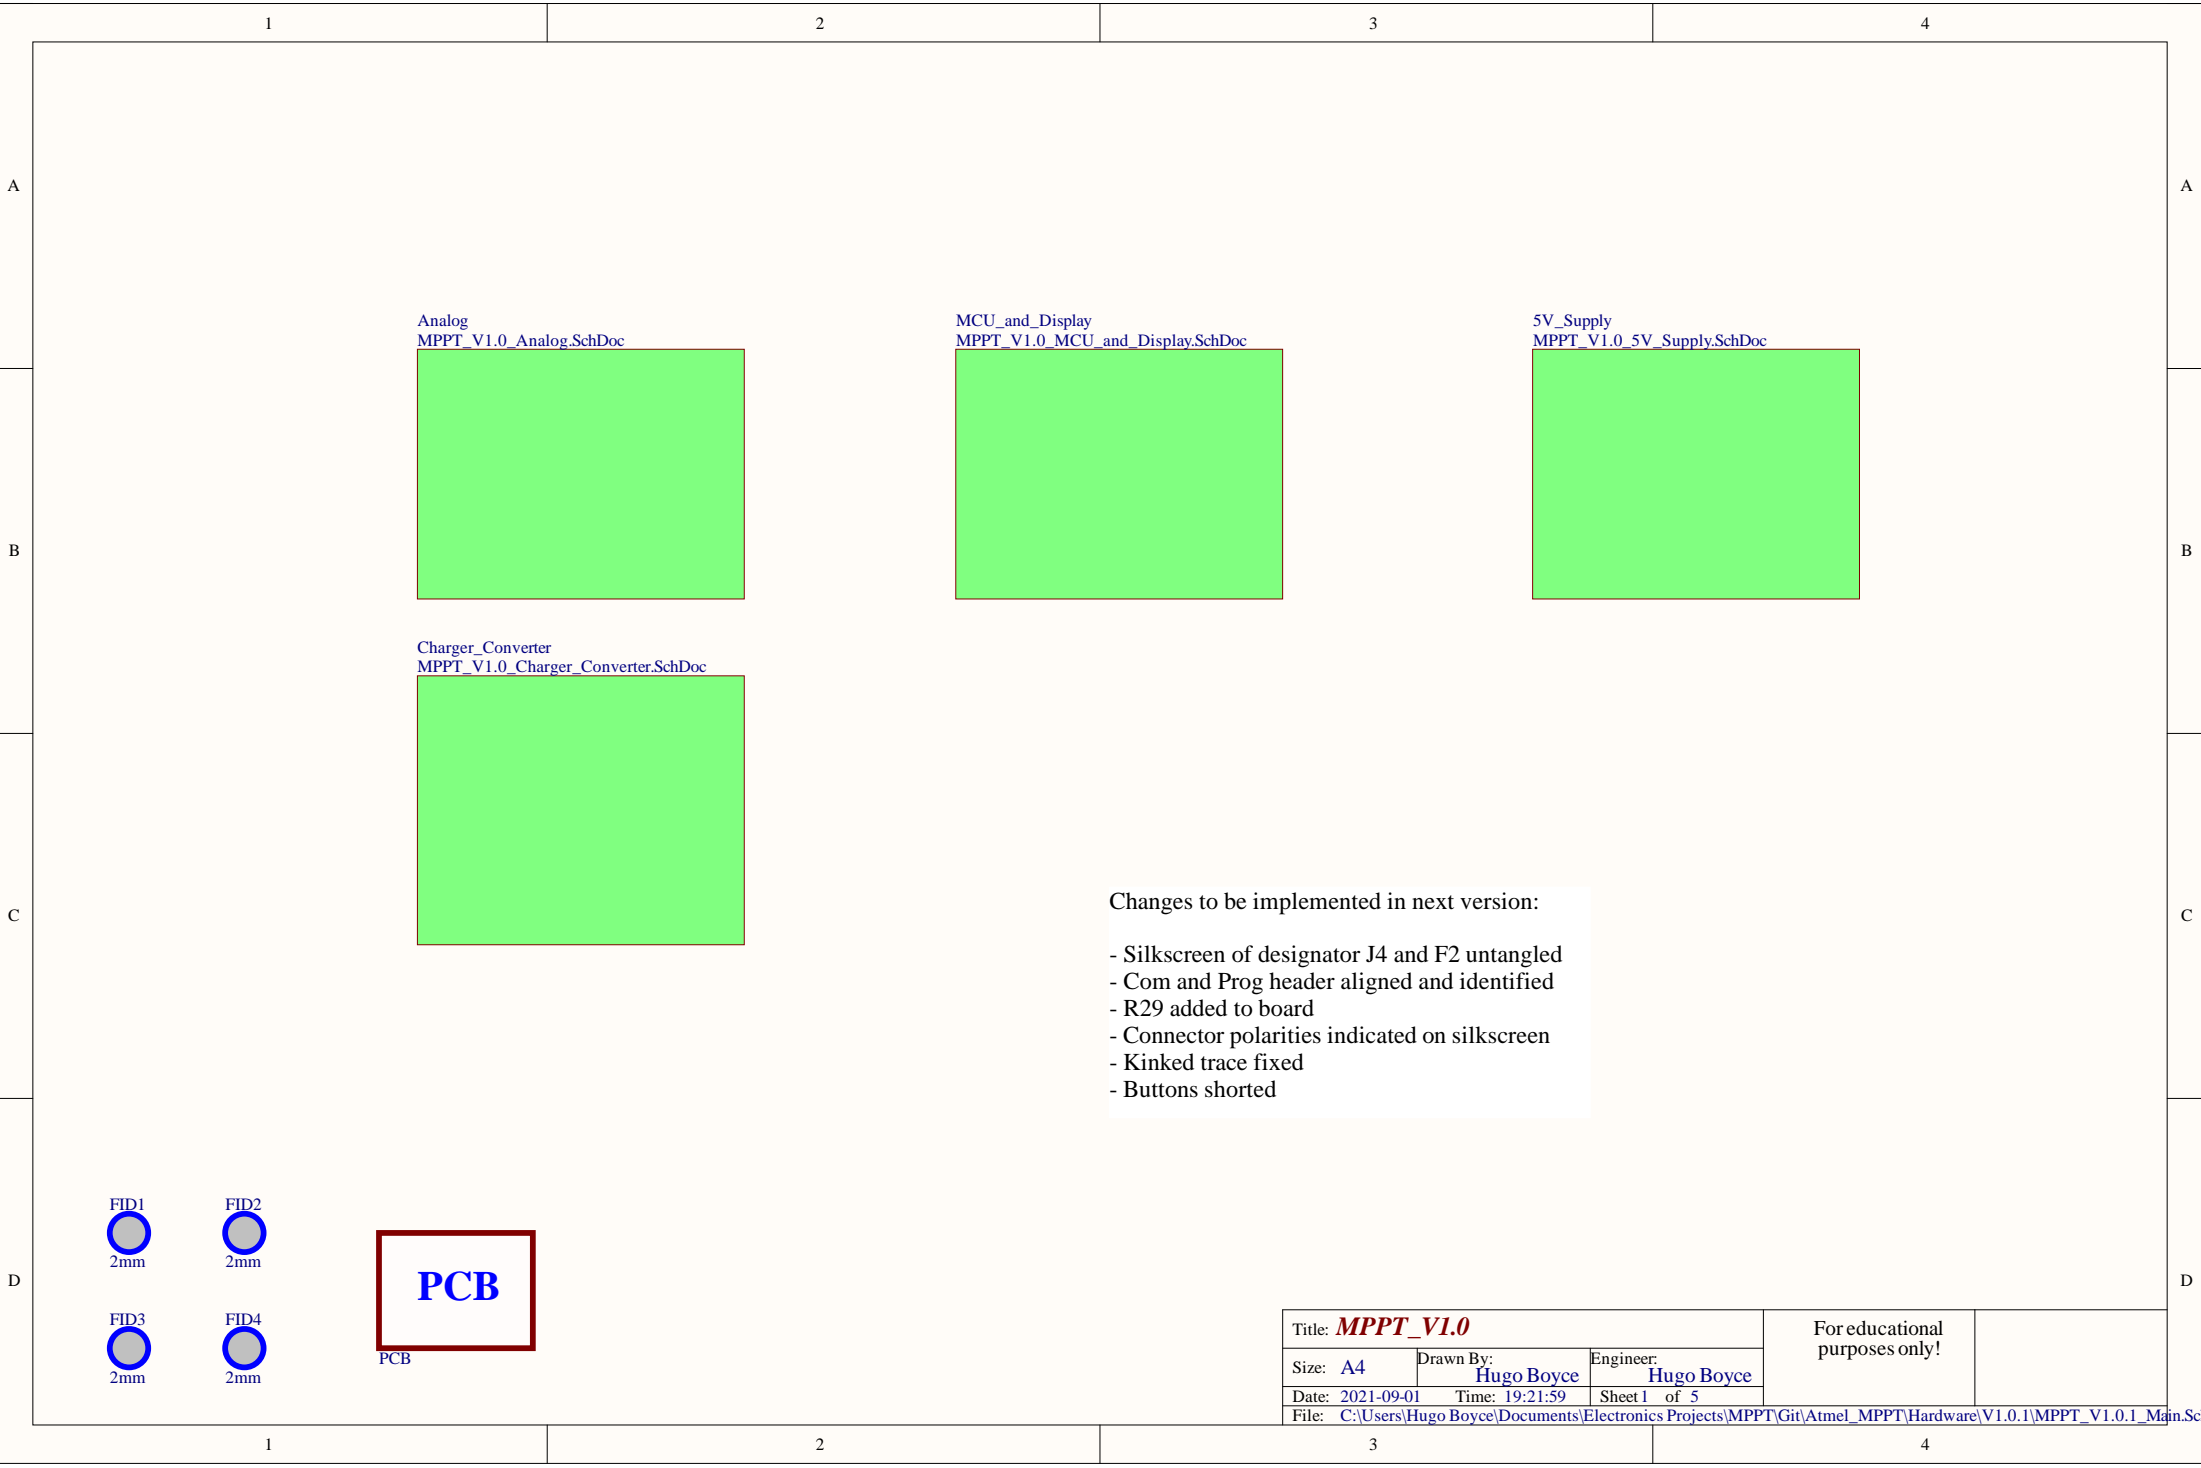 1 2 3 4
A A
Analog
MPPT_V1.0_Analog.SchDoc
MCU_and_Display
MPPT_V1.0_MCU_and_Display.SchDoc
5V_Supply
MPPT_V1.0_5V_Supply.SchDoc
B B
Charger_Converter
MPPT_V1.0_Charger_Converter.SchDoc
C C
Changes to be implemented in next version:
- Silkscreen of designator J4 and F2 untangled
- Com and Prog header aligned and identified
- R29 added to board
- Connector polarities indicated on silkscreen
- Kinked trace fixed
- Buttons shorted
FID1 FID2
2mm 2mm
D D
PCB
PCB
FID3 FID4
2mm 2mm
Title: MPPT_V1.0
For educational
purposes only!
Size: A4
Drawn By:
Hugo Boyce
Engineer:
Hugo Boyce
Date: 2021-09-01 Time: 19:21:59 Sheet 1 of 5
File: C:\Users\Hugo Boyce\Documents\Electronics Projects\MPPT\Git\Atmel_MPPT\Hardware\V1.0.1\MPPT_V1.0.1_Main.Sc
1 2 3 4